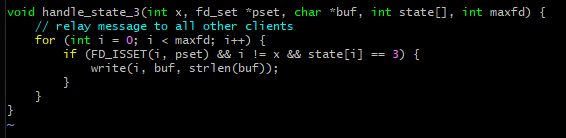 void handle_state_3(int x, fd_set *pset, char *buf, int state[], int maxfd) {
    // relay message to all other clients
    for (int i = 0; i < maxfd; i++) {
        if (FD_ISSET(i, pset) && i != x && state[i] == 3) {
            write(i, buf, strlen(buf));
        }
    }
}
~